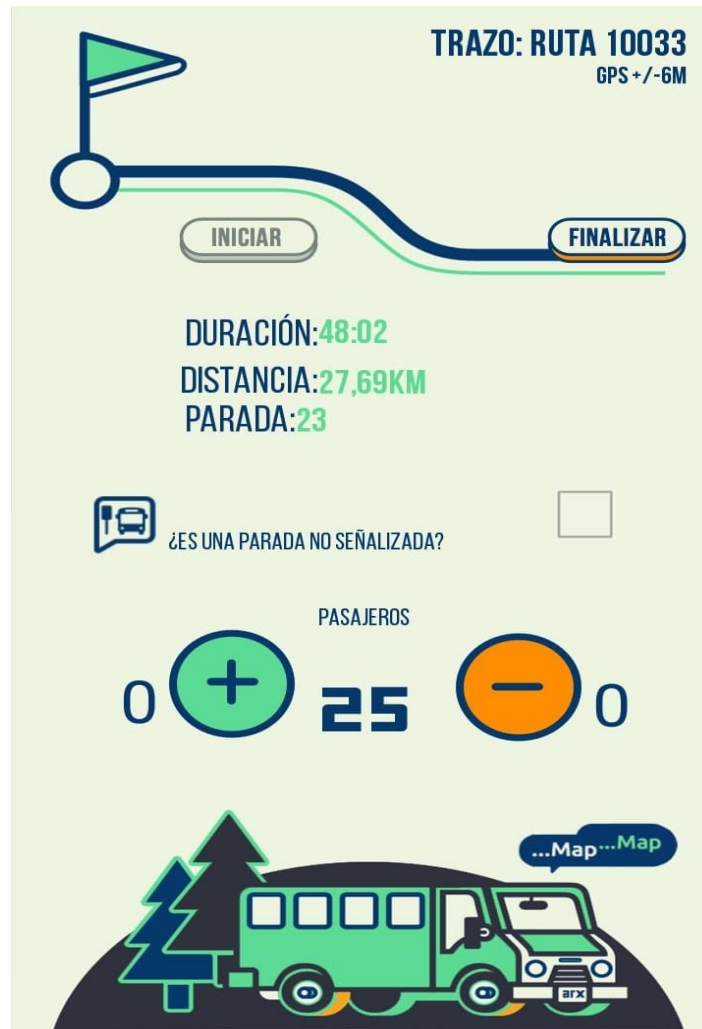 TRAZO: RUTA 10033
GPS +/-6M
INICIAR
FINALIZAR
DURACIÓN:48:02
DISTANCIA:27,69KM
PARADA:23
¿ES UNA PARADA NO SEÑALIZADA?
PASAJEROS
0 + 25 - 0
...Map...Map
arx